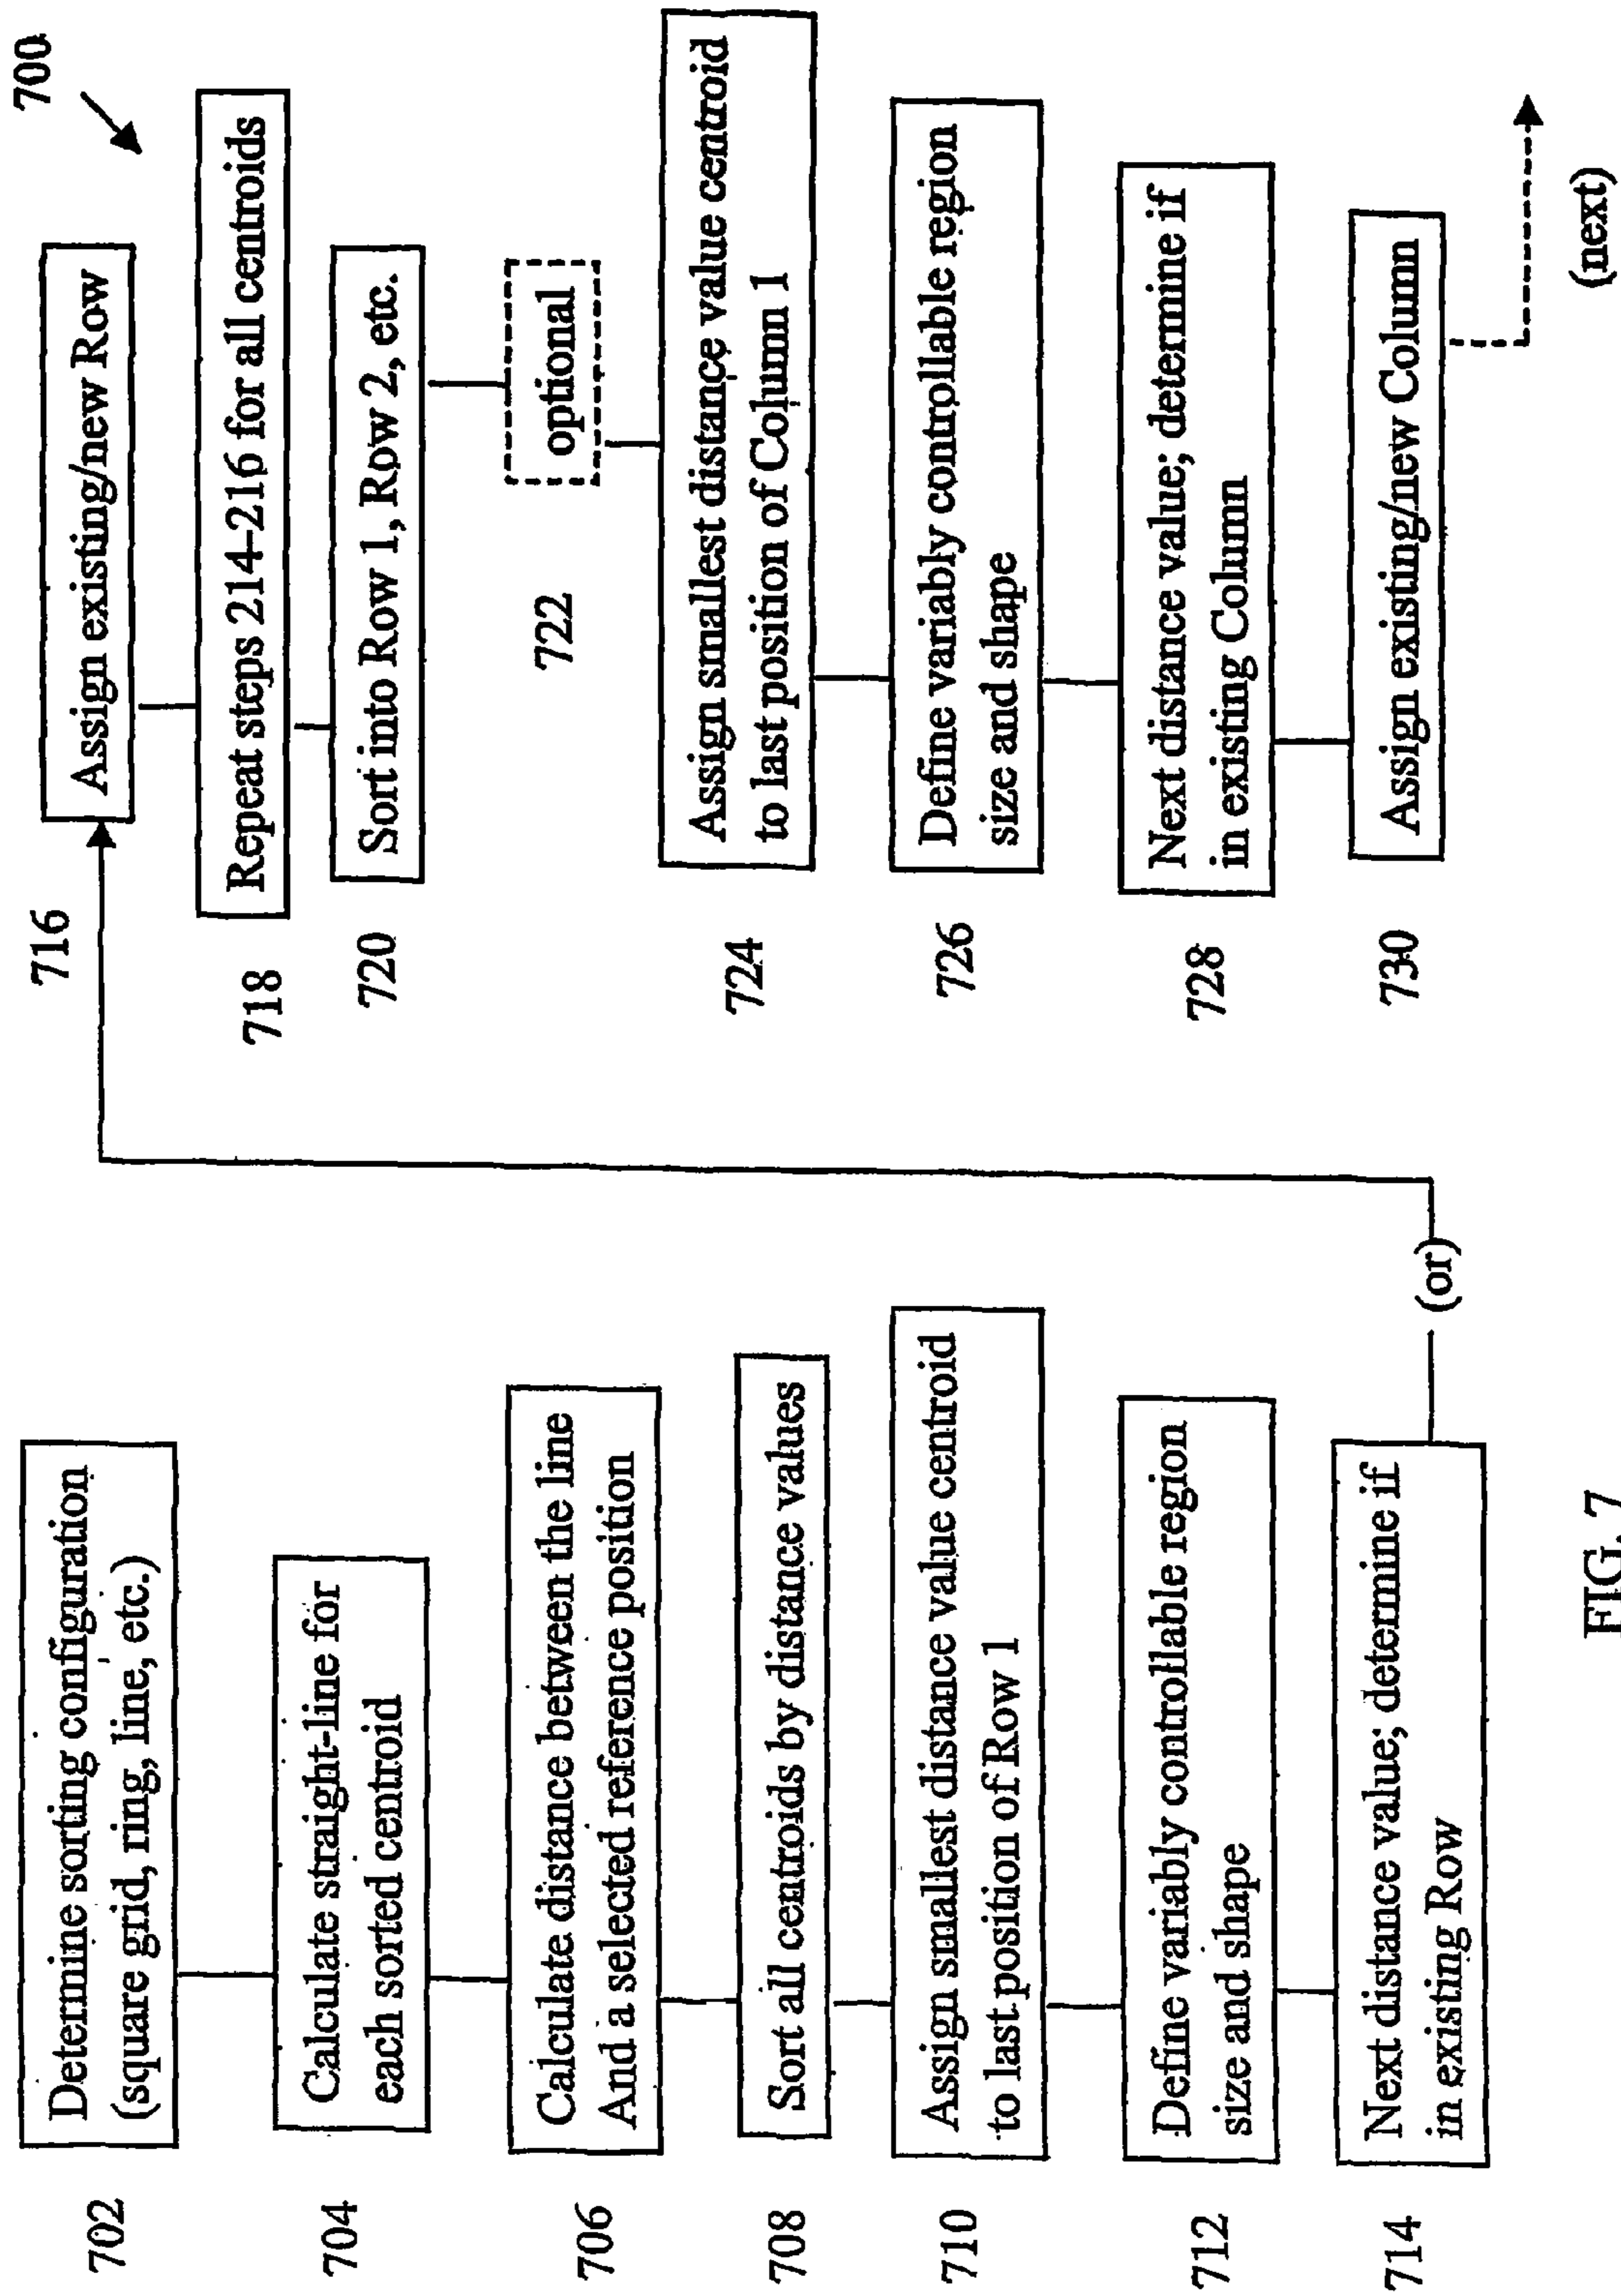 700
702
Determine sorting configuration
(square grid, ring, line, etc.)
704
Calculate straight-line for
each sorted centroid
706
Calculate distance between the line
And a selected reference position
708
Sort all centroids by distance values
710
Assign smallest distance value centroid
to last position of Row 1
712
Define variably controllable region
size and shape
714
Next distance value; determine if
in existing Row
(or)
716
Assign existing/new Row
718
Repeat steps 214-216 for all centroids
720
Sort into Row 1, Row 2, etc.
722
optional
724
Assign smallest distance value centroid
to last position of Column 1
726
Define variably controllable region
size and shape
728
Next distance value; determine if
in existing Column
730
Assign existing/new Column
(next)
FIG. 7